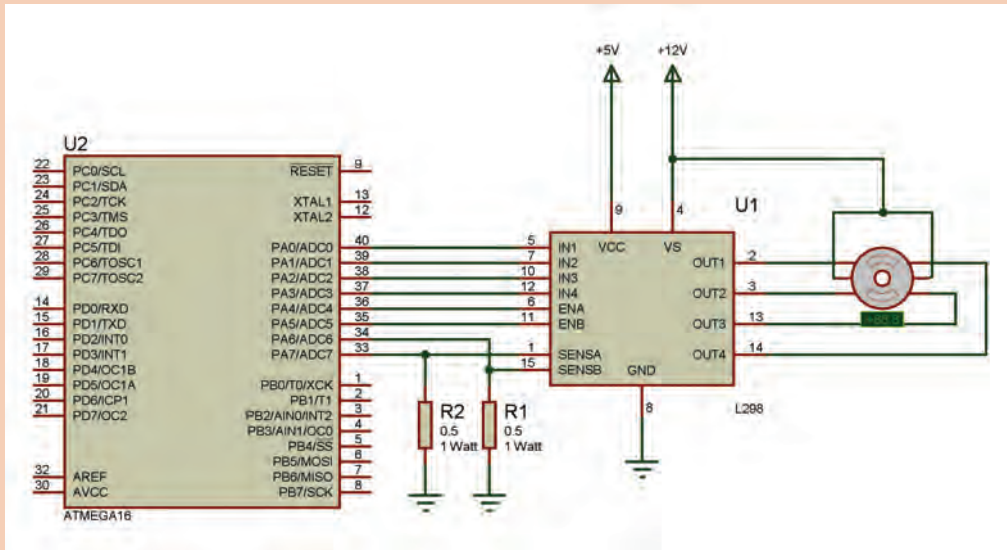 +5V
+12V
U2
22 PC0/SCL
23 PC1/SDA
24 PC2/TCK
25 PC3/TMS
26 PC4/TDO
27 PC5/TDI
28 PC6/TOSC1
29 PC7/TOSC2
14 PD0/RXD
15 PD1/TXD
16 PD2/INT0
17 PD3/INT1
18 PD4/OC1B
19 PD5/OC1A
20 PD6/ICP1
21 PD7/OC2
32 AREF
30 AVCC
RESET 9
XTAL1 13
XTAL2 12
PA0/ADC0 40
PA1/ADC1 39
PA2/ADC2 38
PA3/ADC3 37
PA4/ADC4 36
PA5/ADC5 35
PA6/ADC6 34
PA7/ADC7 33
PB0/T0/XCK 1
PB1/T1 2
PB2/AIN0/INT2 3
PB3/AIN1/OC0 4
PB4/SS 5
PB5/MOSI 6
PB6/MISO 7
PB7/SCK 8
ATMEGA16
R2
0.5
1 Watt
R1
0.5
1 Watt
U1
9
4
VCC
VS
5 IN1
7 IN2
10 IN3
12 IN4
6 ENA
11 ENB
1 SENSA
15 SENSB
OUT1 2
OUT2 3
OUT3 13
OUT4 14
GND
8
L298